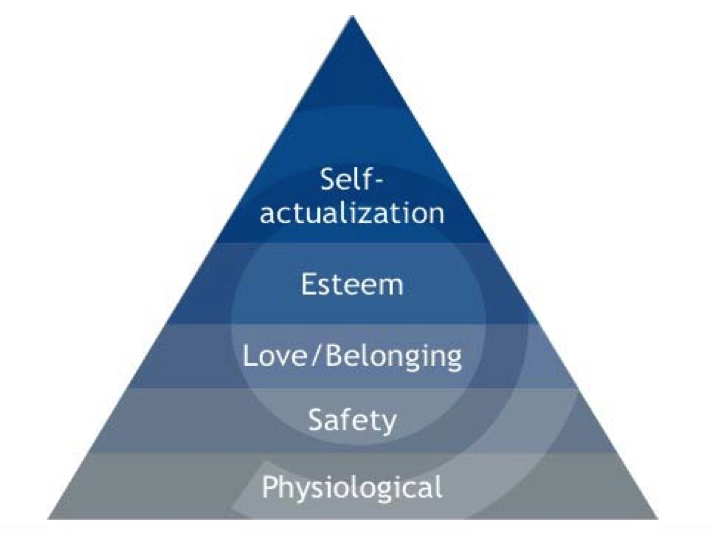 Self-
actualization
Esteem
Love/Belonging
Safety
Physiological